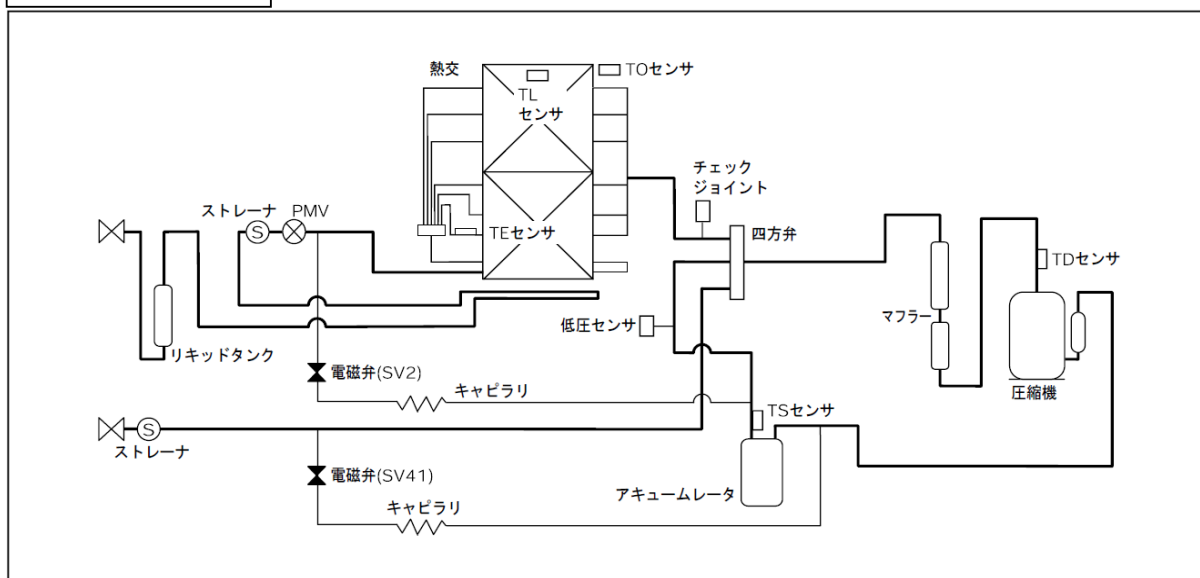 熱交
TOセンサ
TL
センサ
チェック
ジョイント
ストレーナ
PMV
S
TEセンサ
四方弁
TDセンサ
低圧センサ
マフラー
リキッドタンク
電磁弁(SV2)
キャピラリ
圧縮機
TSセンサ
S
ストレーナ
電磁弁(SV41)
アキュームレータ
キャピラリ